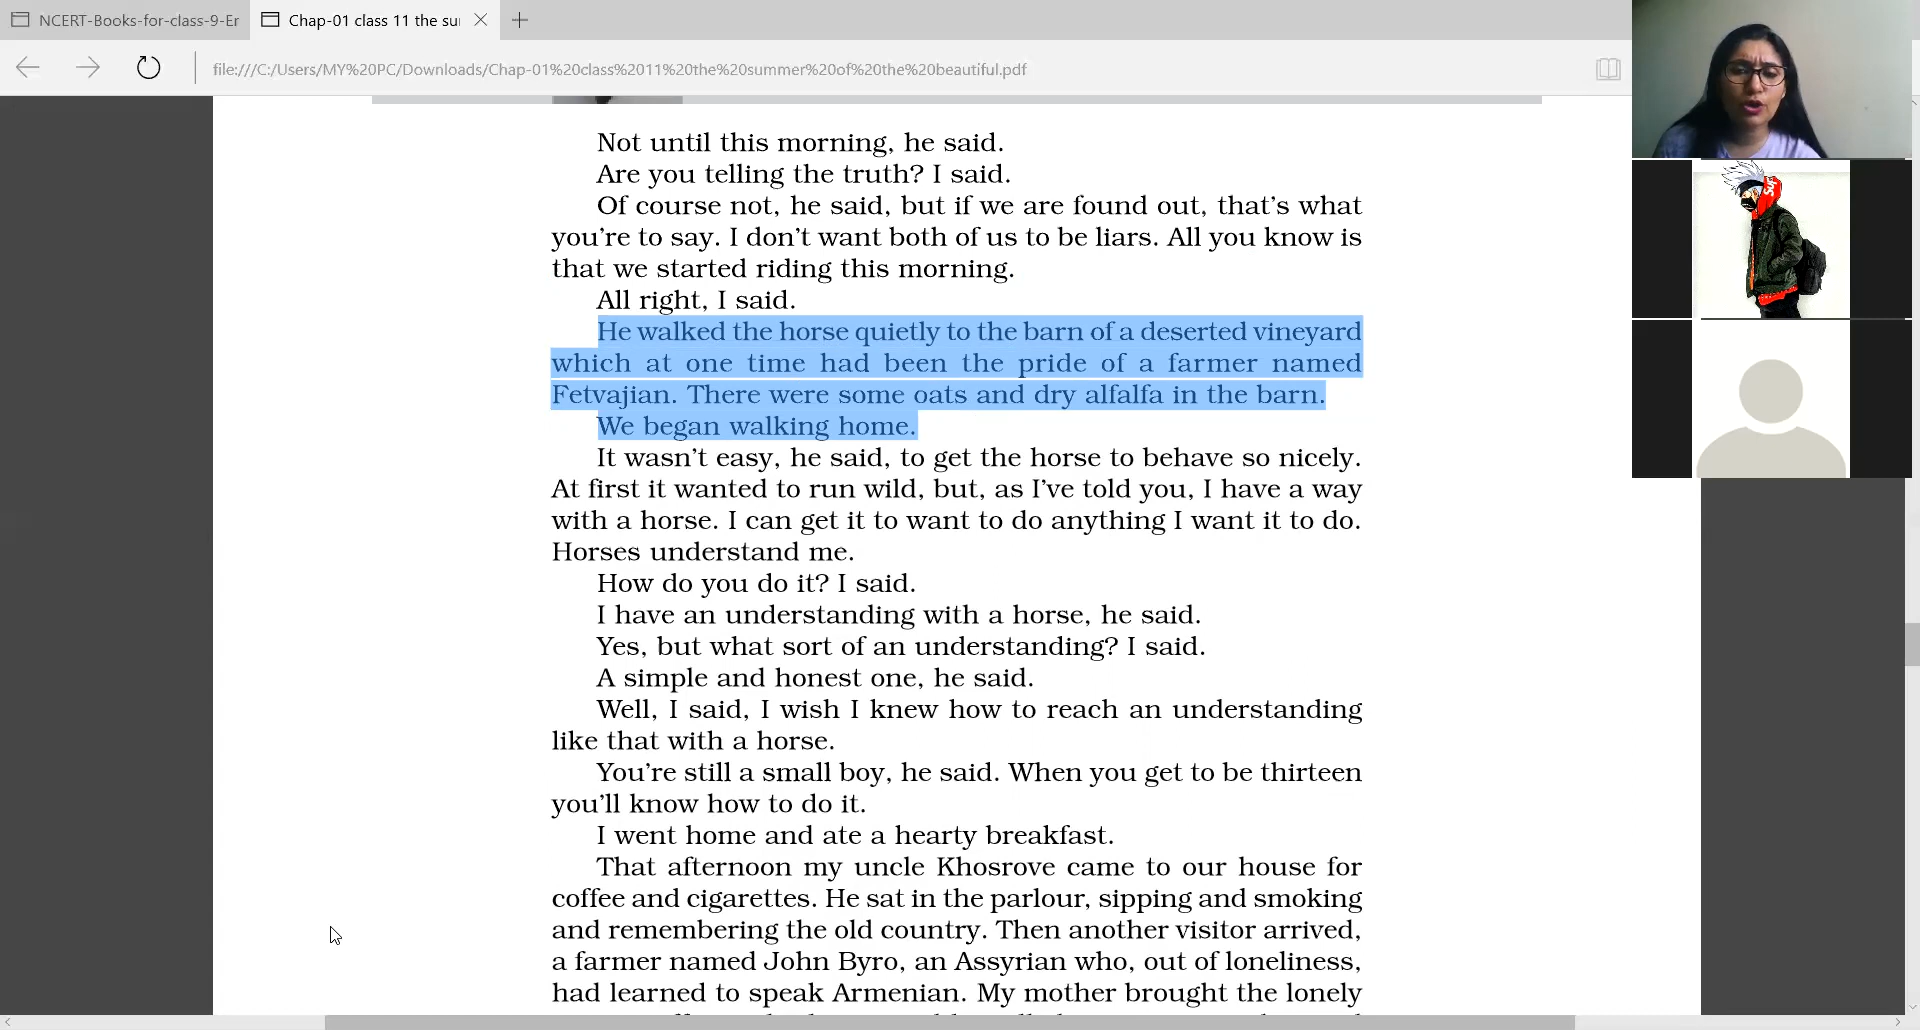 NCERT-Books-for-class-9-Er
Chap-01 class 11 the su
file:///C:/Users/MY%20PC/Downloads/Chap-01%20class%2011%20the%20summer%20of%20the%20beautiful.pdf
Not until this morning, he said.
Are you telling the truth? I said.
Of course not, he said, but if we are found out, that's what
you're to say. I don't want both of us to be liars. All you know is
that we started riding this morning.
All right, I said.
He walked the horse quietly to the barn of a deserted vineyard
which at one time had been the pride of a farmer named
Fetvajian. There were some oats and dry alfalfa in the barn.
We began walking home.
It wasn't easy, he said, to get the horse to behave so nicely.
At first it wanted to run wild, but, as I've told you, I have a way
with a horse. I can get it to want to do anything I want it to do.
Horses understand me.
How do you do it? I said.
I have an understanding with a horse, he said.
Yes, but what sort of an understanding? I said.
A simple and honest one, he said.
Well, I said, I wish I knew how to reach an understanding
like that with a horse.
You're still a small boy, he said. When you get to be thirteen
you'll know how to do it.
I went home and ate a hearty breakfast.
That afternoon my uncle Khosrove came to our house for
coffee and cigarettes. He sat in the parlour, sipping and smoking
and remembering the old country. Then another visitor arrived,
a farmer named John Byro, an Assyrian who, out of loneliness,
had learned to speak Armenian. My mother brought the lonely